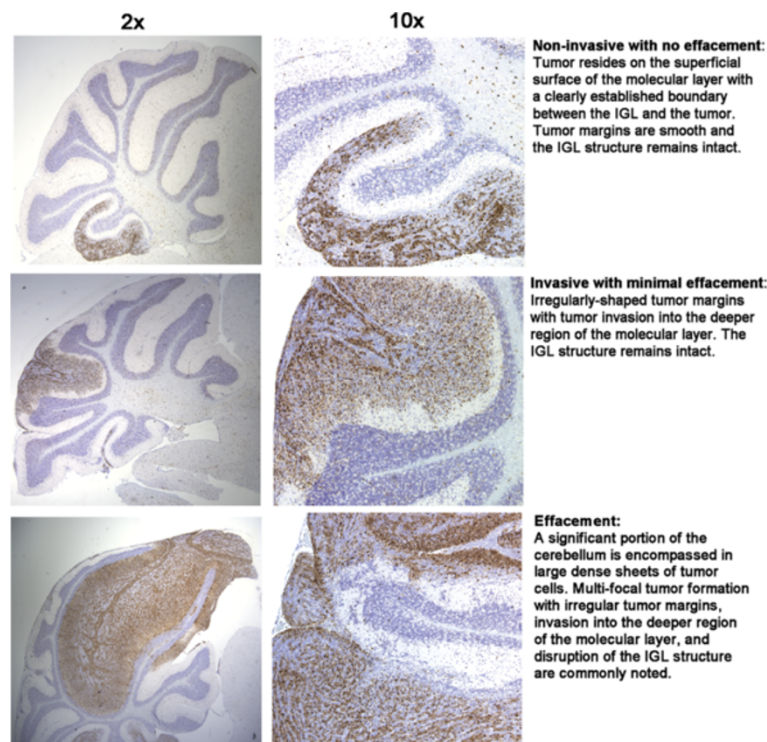 2x
10x
Non-invasive with no effacement:
Tumor resides on the superficial
surface of the molecular layer with
a clearly established boundary
between the IGL and the tumor.
Tumor margins are smooth and
the IGL structure remains intact.
Invasive with minimal effacement:
Irregularly-shaped tumor margins
with tumor invasion into the deeper
region of the molecular layer. The
IGL structure remains intact.
Effacement:
A significant portion of the
cerebellum is encompassed in
large dense sheets of tumor
cells. Multi-focal tumor formation
with irregular tumor margins,
invasion into the deeper region
of the molecular layer, and
disruption of the IGL structure
are commonly noted.